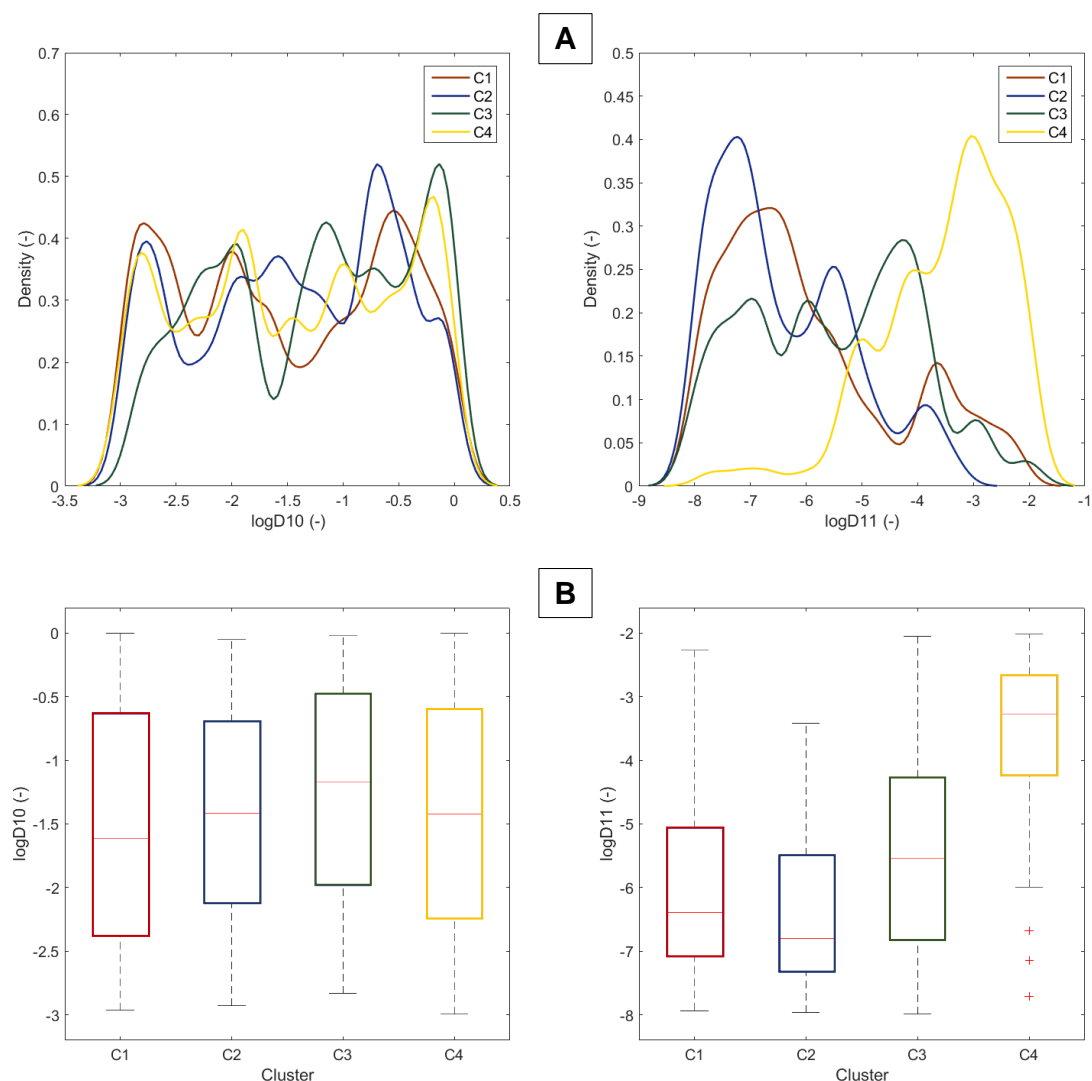 A
0.7
0.6
0.5
0.4
0.3
0.2
0.1
0
Density (-)
C1
C2
C3
C4
-3.5 -3 -2.5 -2 -1.5 -1 -0.5 0 0.5
logD10 (-)
0.5
0.45
0.4
0.35
0.3
0.25
0.2
0.15
0.1
0.05
0
Density (-)
C1
C2
C3
C4
-9 -8 -7 -6 -5 -4 -3 -2 -1
logD11 (-)
B
0
-0.5
-1
-1.5
-2
-2.5
-3
logD10 (-)
C1 C2 C3 C4
Cluster
-2
-3
-4
-5
-6
-7
-8
logD11 (-)
C1 C2 C3 C4
Cluster